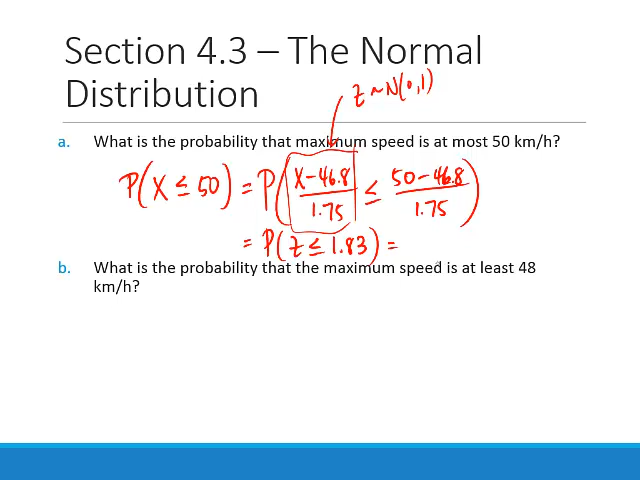 Section 4.3 – The Normal
Distribution
z ~ N(0,1)
a. What is the probability that maximum speed is at most 50 km/h?
P(X ≤ 50) = P((X-46.8)/1.75 ≤ (50-46.8)/1.75)
= P(z ≤ 1.83) =
b. What is the probability that the maximum speed is at least 48
km/h?